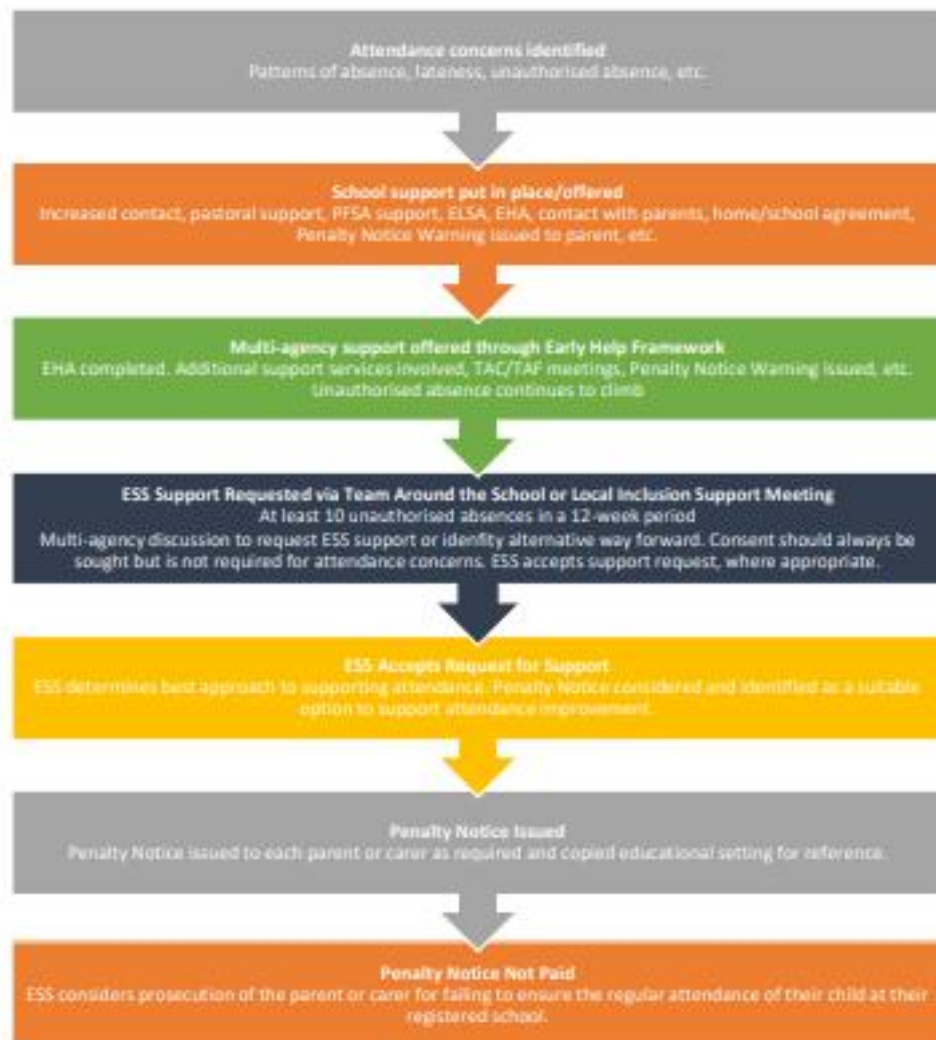 Attendance concerns identified
Patterns of absence, lateness, unauthorised absence, etc.
School support put in place/offered
Increased contact, pastoral support, PFSA support, ELSA, EHA, contact with parents, home/school agreement,
Penalty Notice Warning issued to parent, etc.
Multi-agency support offered through Early Help Framework
EHA completed. Additional support services involved, TAC/TAF meetings, Penalty Notice Warning issued, etc.
Unauthorised absence continues to climb
ESS Support Requested via Team Around the School or Local Inclusion Support Meeting
At least 10 unauthorised absences in a 12-week period
Multi-agency discussion to request ESS support or idenfity alternative way forward. Consent should always be
sought but is not required for attendance concerns. ESS accepts support request, where appropriate.
ESS Accepts Request for Support
ESS determines best approach to supporting attendance. Penalty Notice considered and identified as a suitable
option to support attendance improvement.
Penalty Notice Issued
Penalty Notice issued to each parent or carer as required and copied educational setting for reference.
Penalty Notice Not Paid
ESS considers prosecution of the parent or carer for failing to ensure the regular attendance of their child at their
registered school.